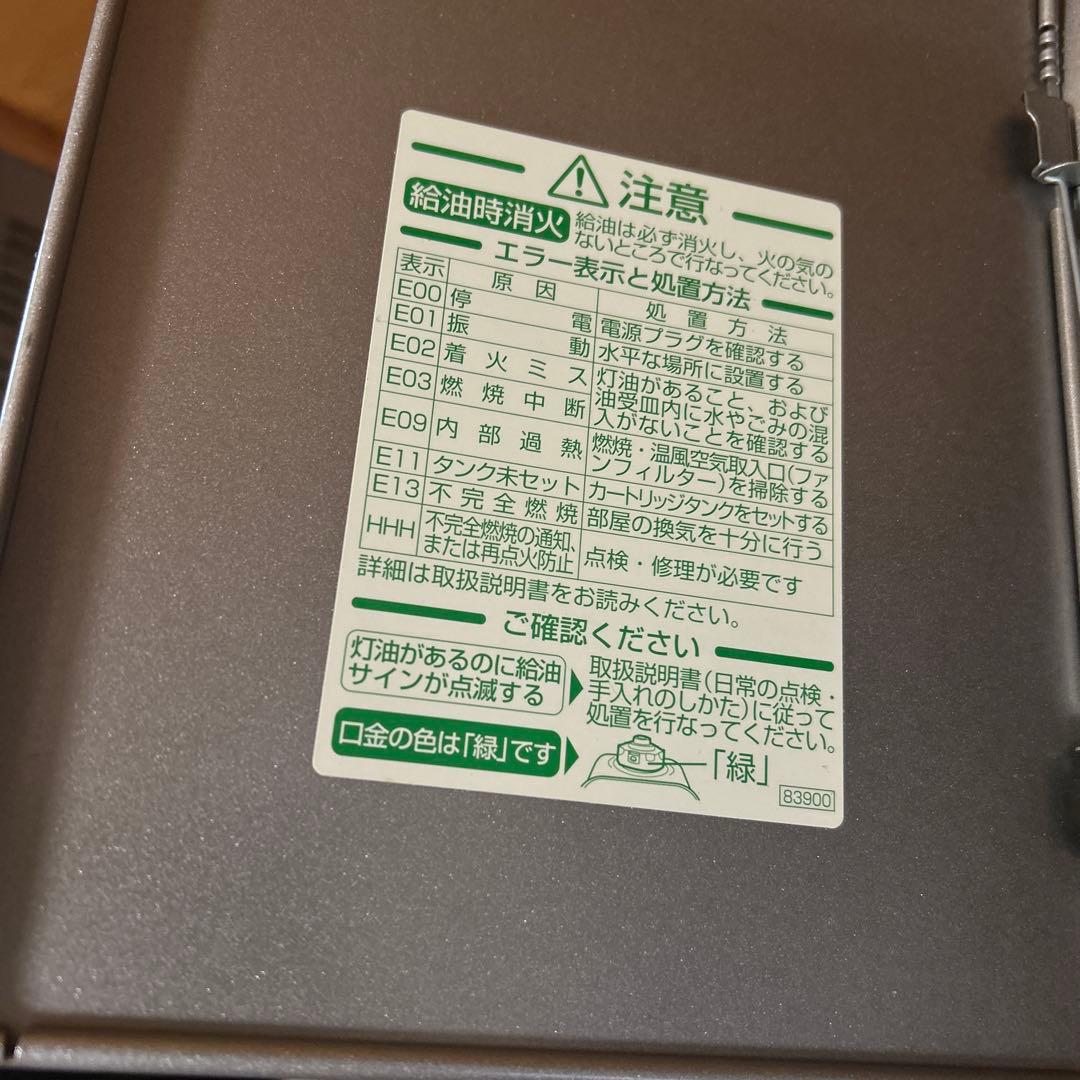 注意
給油時消火 給油は必ず消火し、火の気の
ないところで行なってください。
エラー表示と処置方法
表示 原因 処置方法
E00 停電 電源プラグを確認する
E01 振動 水平な場所に設置する
E02 着火ミス 灯油があること、および
E03 燃焼中断 油受皿内に水やごみの混
入がないことを確認する
E09 内部過熱 燃焼・温風空気取入口(ファ
ンフィルター)を掃除する
E11 タンク未セット カートリッジタンクをセットする
E13 不完全燃焼 部屋の換気を十分に行う
HHH 不完全燃焼の通知、
または再点火防止 点検・修理が必要です
詳細は取扱説明書をお読みください。
ご確認ください
灯油があるのに給油
サインが点滅する
取扱説明書(日常の点検・
手入れのしかた)に従って
処置を行なってください。
口金の色は「緑」です
「緑」
83900